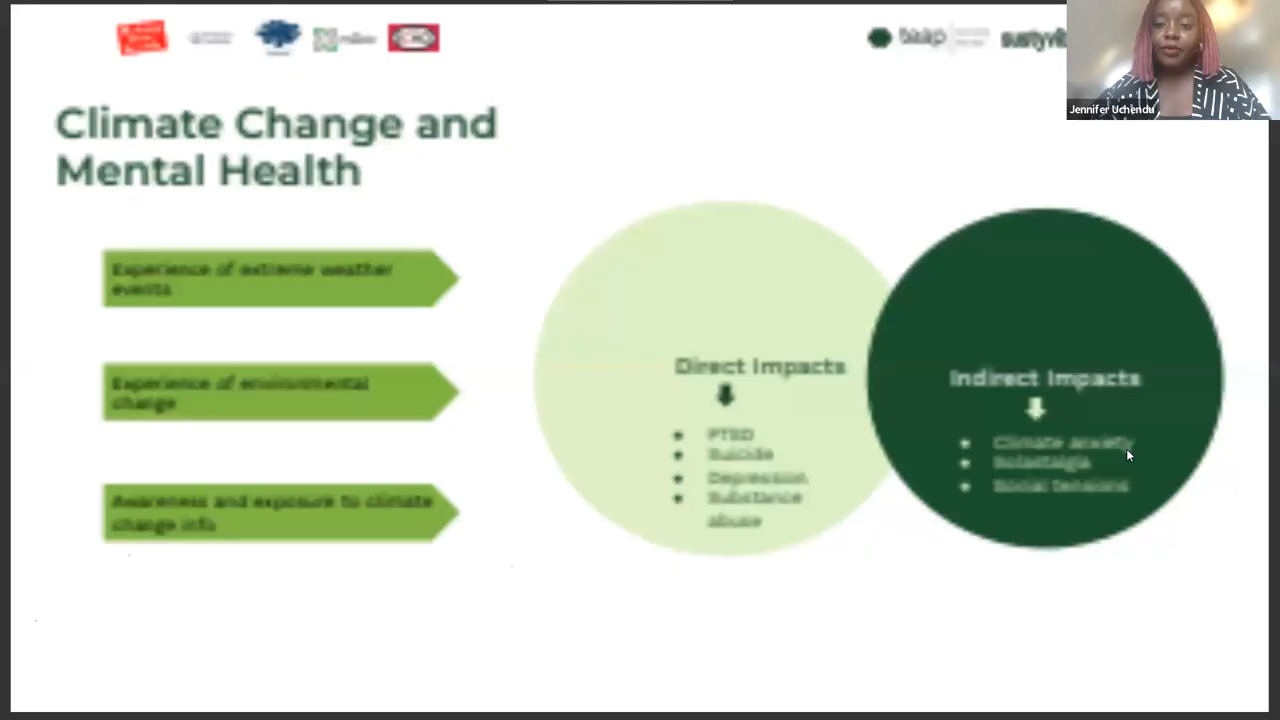 Jennifer Uchendu
Climate Change and
Mental Health
Experience of extreme weather
events
Experience of environmental
change
Awareness and exposure to climate
change info
Direct Impacts
PTSD
Suicide
Depression
Substance
abuse
Indirect Impacts
Climate anxiety
Solastalgia
Social tensions